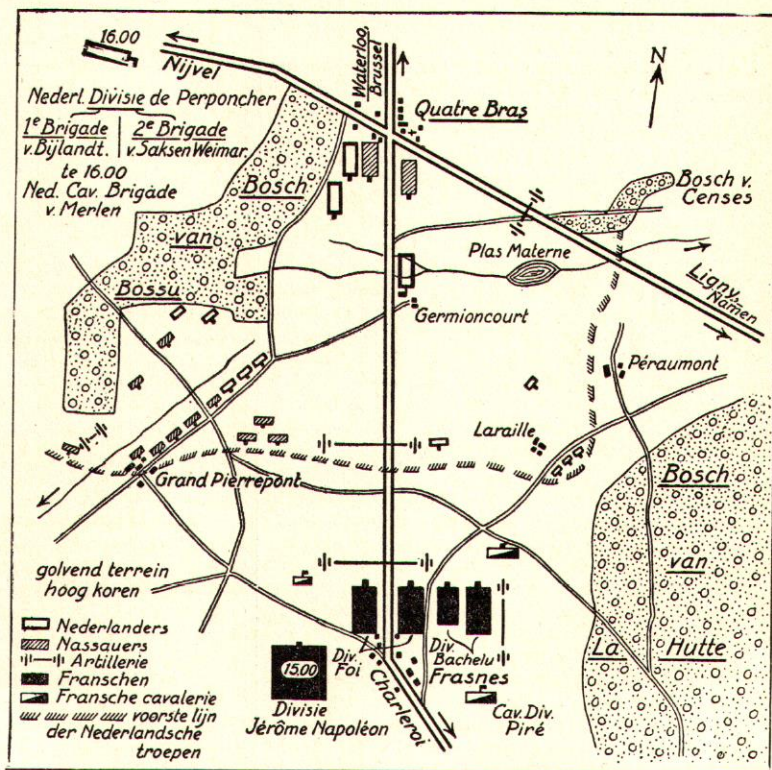 16.00
Nijvel
Waterloo,
Brussel
N
Nederl. Divisie de Perponcher
1e Brigade
v. Bijlandt.
2e Brigade
v. Saksen Weimar.
te 16.00
Ned. Cav. Brigade
v. Merlen
Quatre Bras
Bosch
van
Bossu
Bosch v.
Censes
Plas Materne
Ligny,
Namen
Germioncourt
Péraumont
Laraille
Grand Pierrepont
Bosch
van
La Hutte
golvend terrein
hoog koren
Nederlanders
Nassauers
Artillerie
Franschen
Fransche cavalerie
voorste lijn
der Nederlandsche
troepen
15.00
Divisie
Jérôme Napoléon
Div.
Foi
Charleroi
Div.
Bachelu
Frasnes
Cav. Div.
Piré